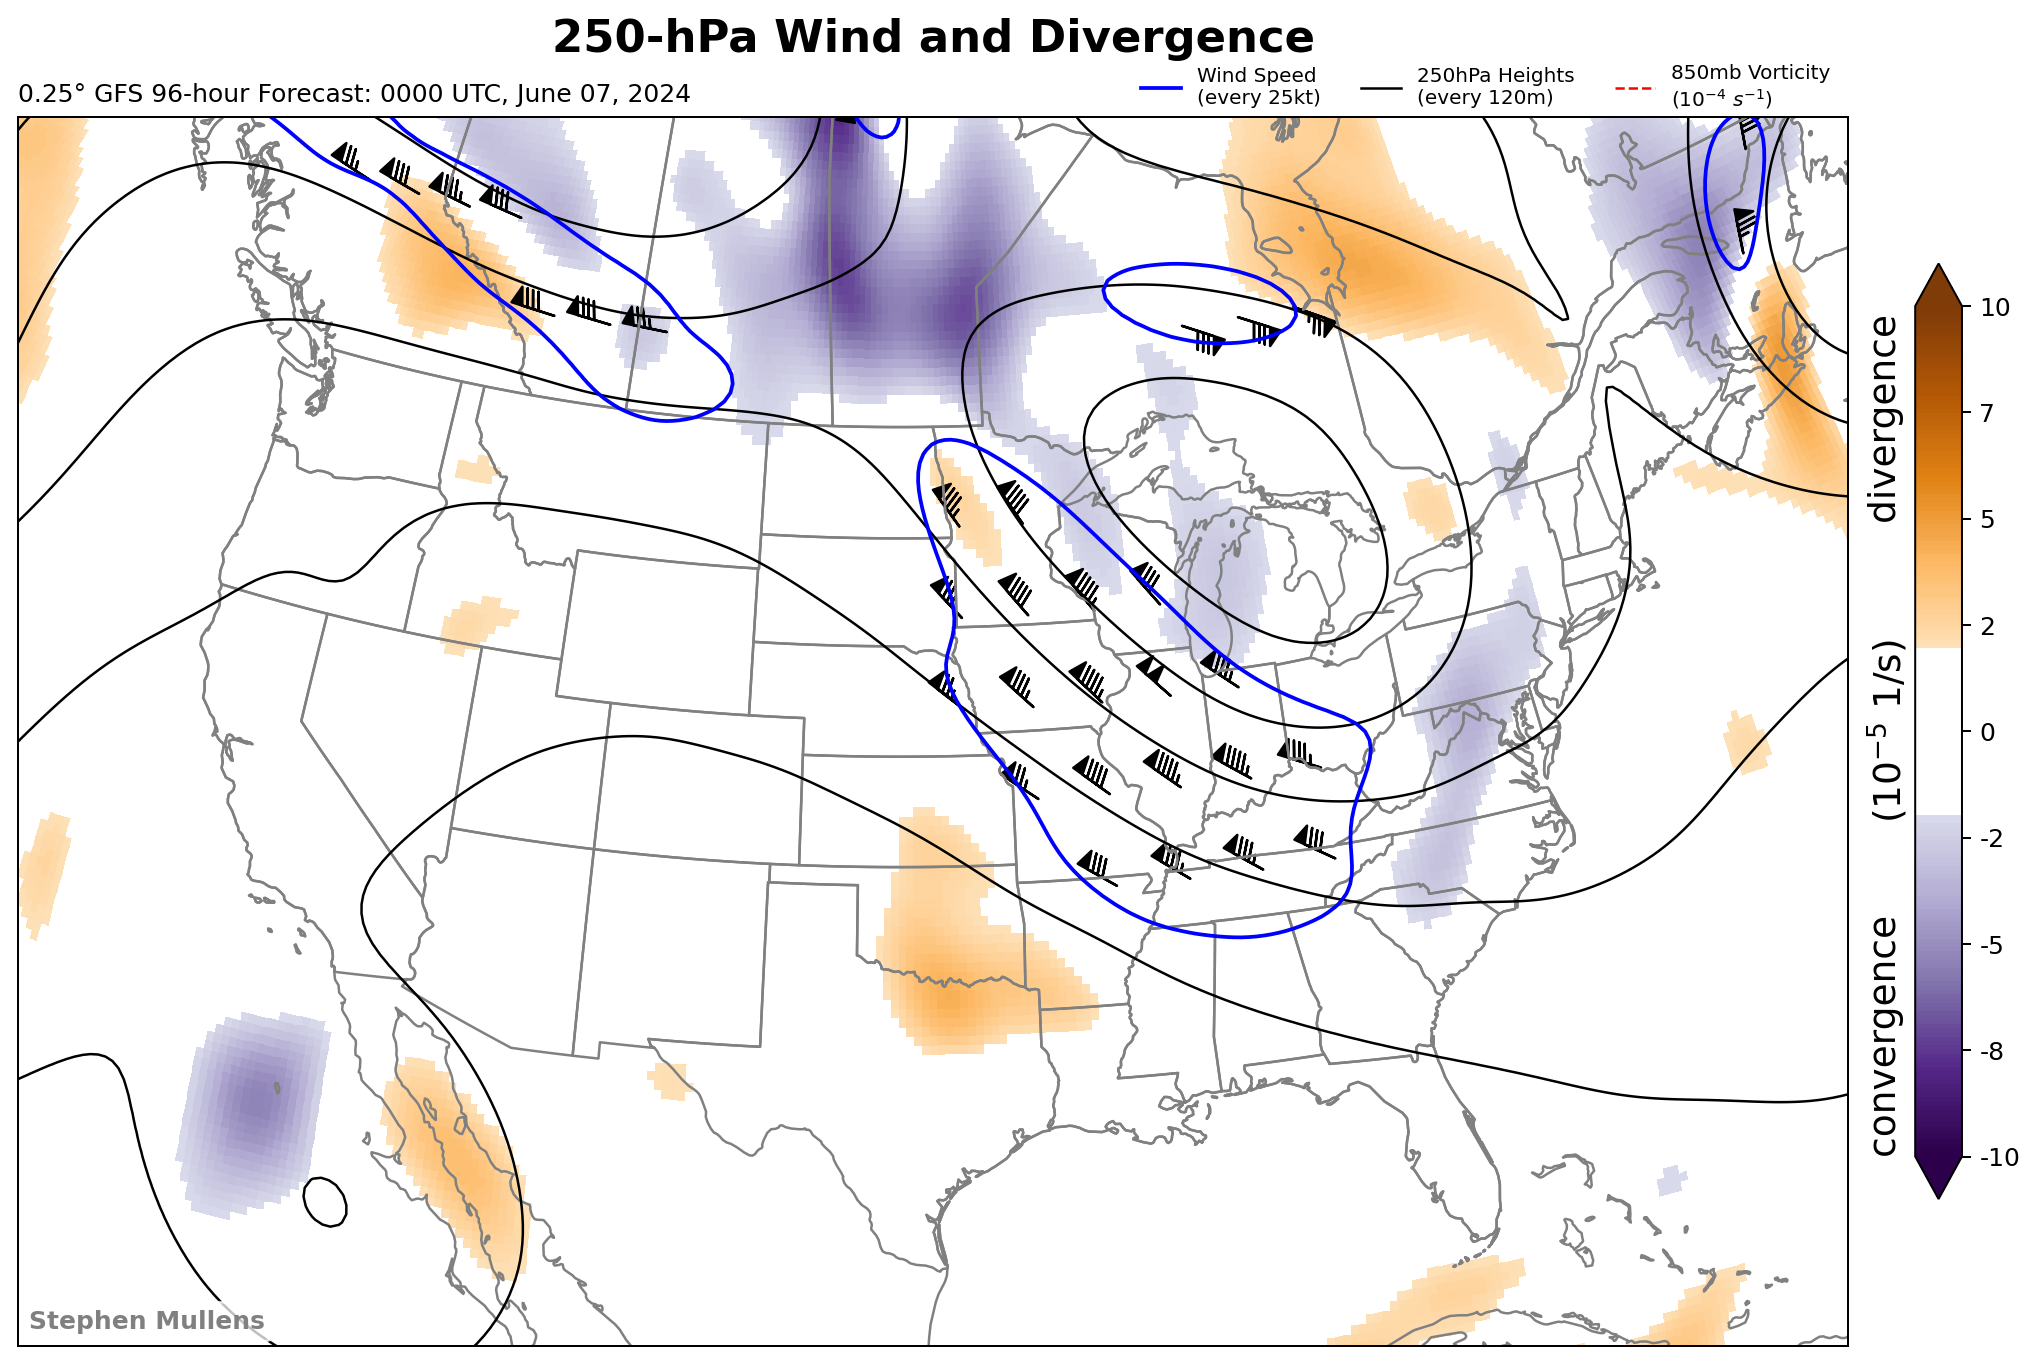 250-hPa Wind and Divergence
0.25° GFS 96-hour Forecast: 0000 UTC, June 07, 2024
Wind Speed
(every 25kt)
250hPa Heights
(every 120m)
850mb Vorticity
(10⁻⁴ s⁻¹)
10
7
5
2
0
-2
-5
-8
-10
convergence (10⁻⁵ 1/s) divergence
Stephen Mullens